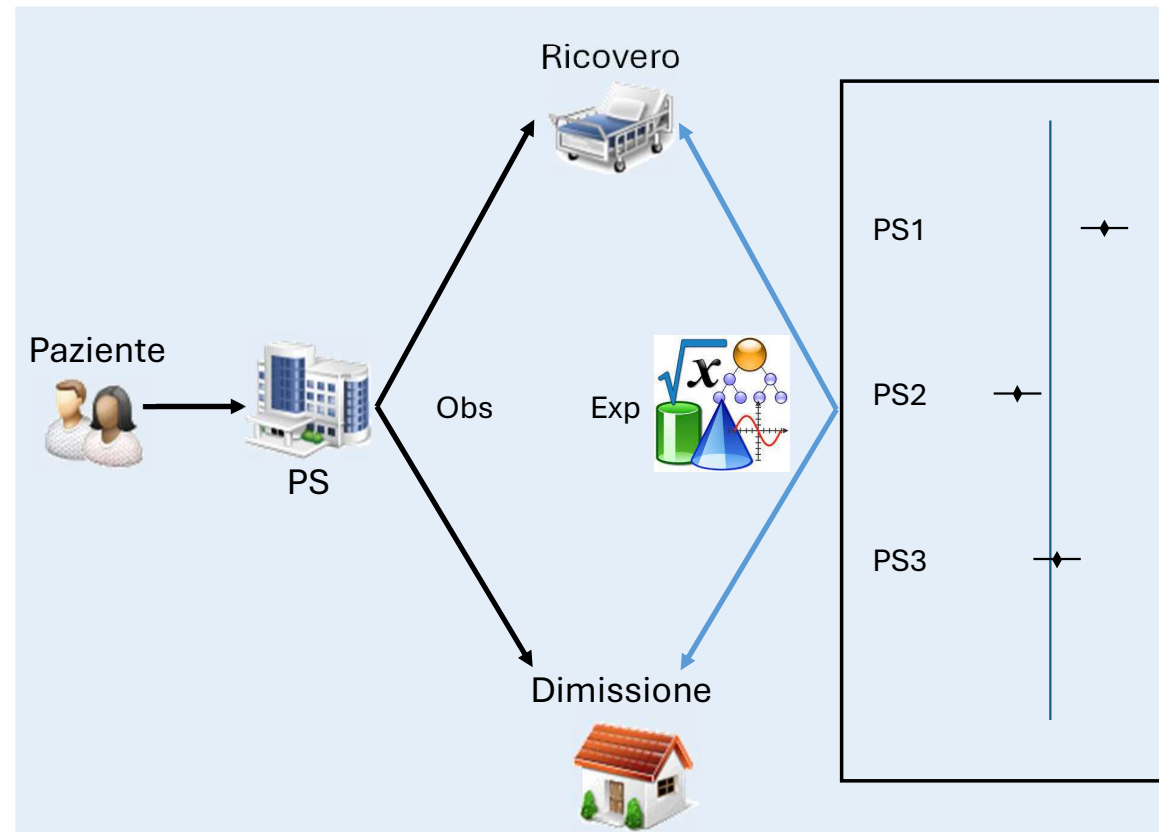 Ricovero
Paziente
PS
Obs
Exp
x
Dimissione
PS1
PS2
PS3